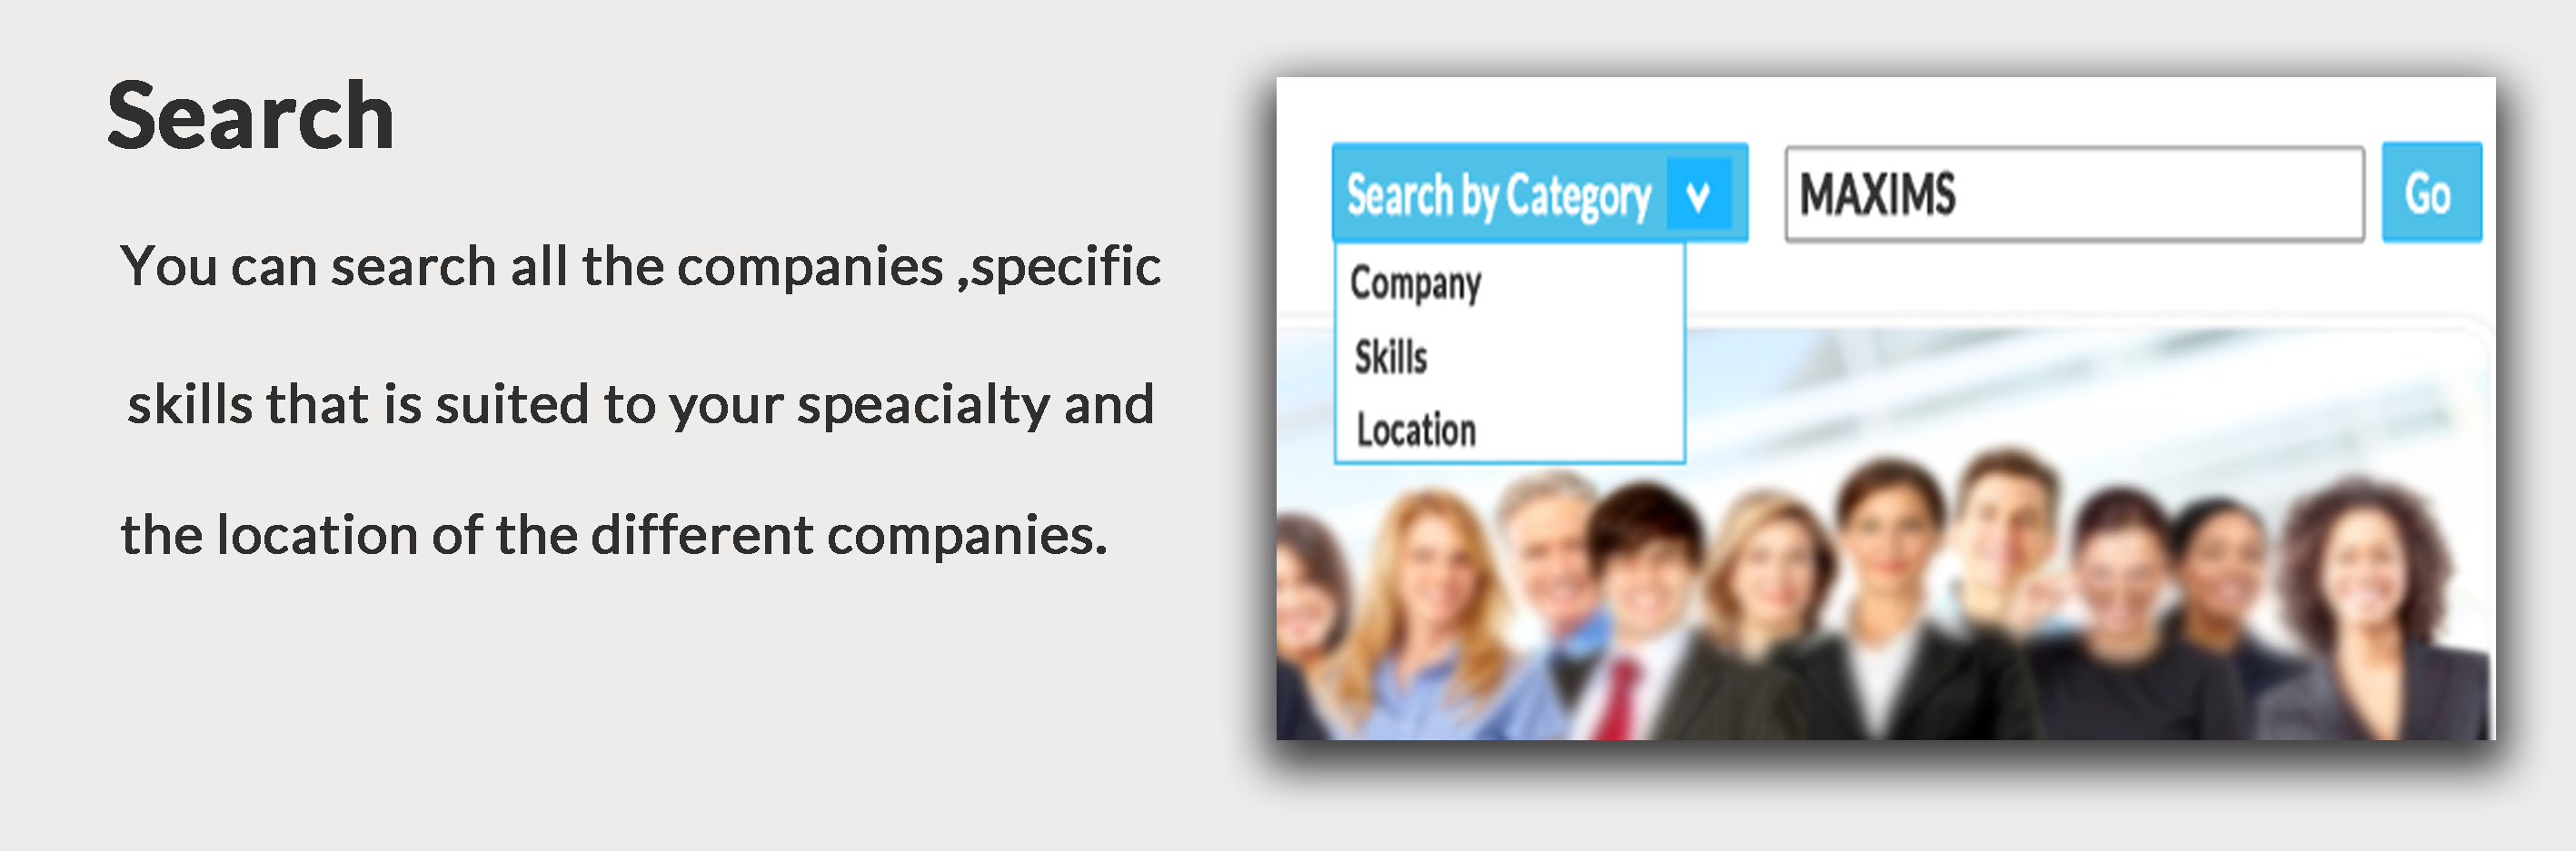 Search
You can search all the companies ,specific
skills that is suited to your speacialty and
the location of the different companies.
Search by Category
MAXIMS
Go
Company
Skills
Location